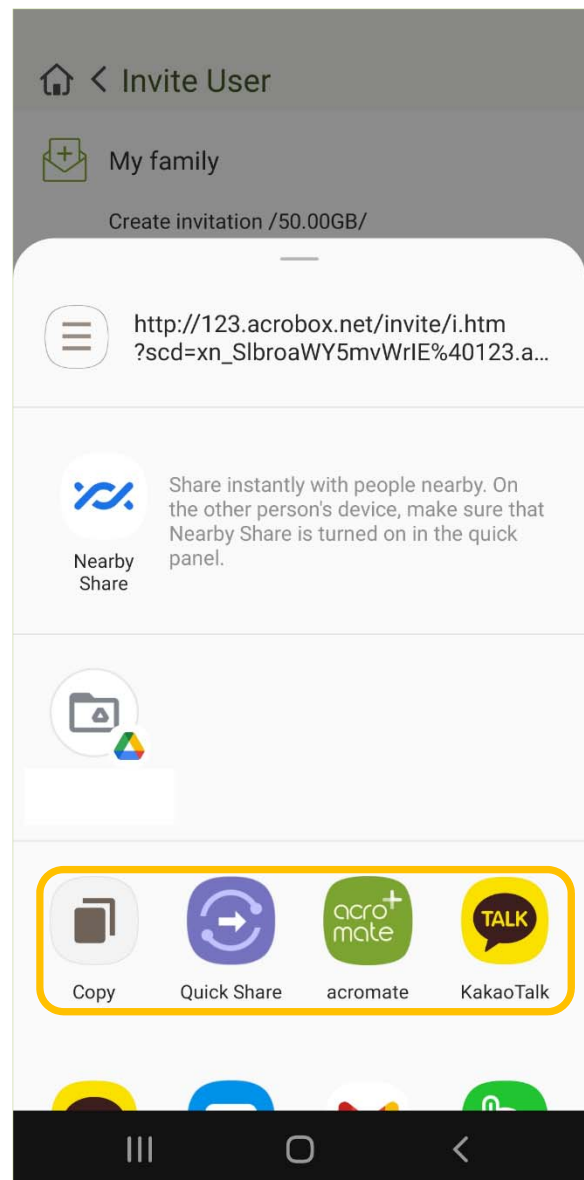 Invite User
My family
Create invitation /50.00GB/
http://123.acrobox.net/invite/i.htm
?scd=xn_SlbroaWY5mvWrIE%40123.a...
Share instantly with people nearby. On
the other person's device, make sure that
Nearby Share is turned on in the quick
panel.
Nearby
Share
acro+
mate
TALK
Copy
Quick Share
acromate
KakaoTalk